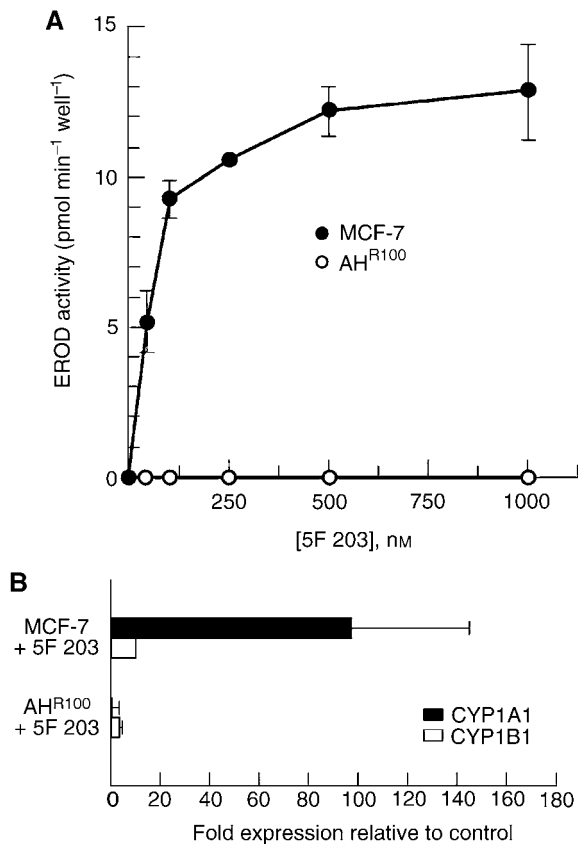 A
15
10
5
0
EROD activity (pmol min⁻¹ well⁻¹)
MCF-7
AH^R100
250 500 750 1000
[5F 203], nM
B
MCF-7
+ 5F 203
AH^R100
+ 5F 203
CYP1A1
CYP1B1
0 20 40 60 80 100 120 140 160 180
Fold expression relative to control